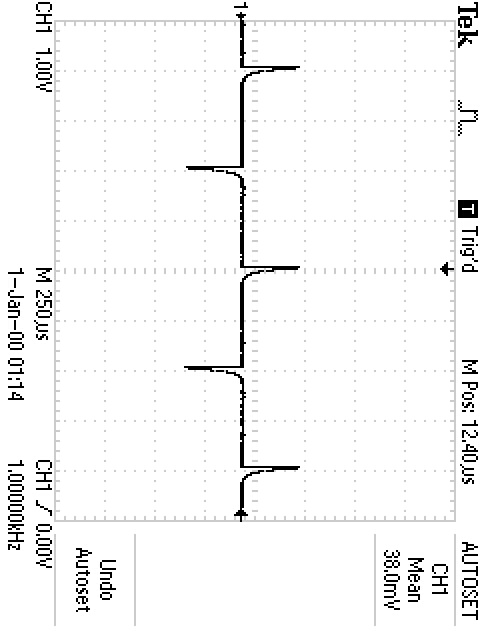 Tek
T Trig'd
M Pos: 12.40µs
AUTOSET
CH1
Mean
38.0mV
Undo
Autoset
1
CH1 1.00V
M 250µs
CH1 / 0.00V
1-Jan-00 01:14
1.00000kHz